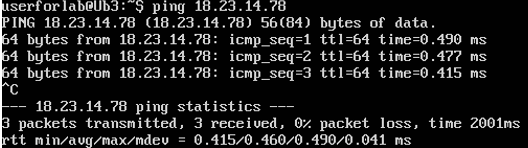 userforlab@Ub3:~$ ping 18.23.14.78
PING 18.23.14.78 (18.23.14.78) 56(84) bytes of data.
64 bytes from 18.23.14.78: icmp_seq=1 ttl=64 time=0.490 ms
64 bytes from 18.23.14.78: icmp_seq=2 ttl=64 time=0.477 ms
64 bytes from 18.23.14.78: icmp_seq=3 ttl=64 time=0.415 ms
^C
--- 18.23.14.78 ping statistics ---
3 packets transmitted, 3 received, 0% packet loss, time 2001ms
rtt min/avg/max/mdev = 0.415/0.460/0.490/0.041 ms